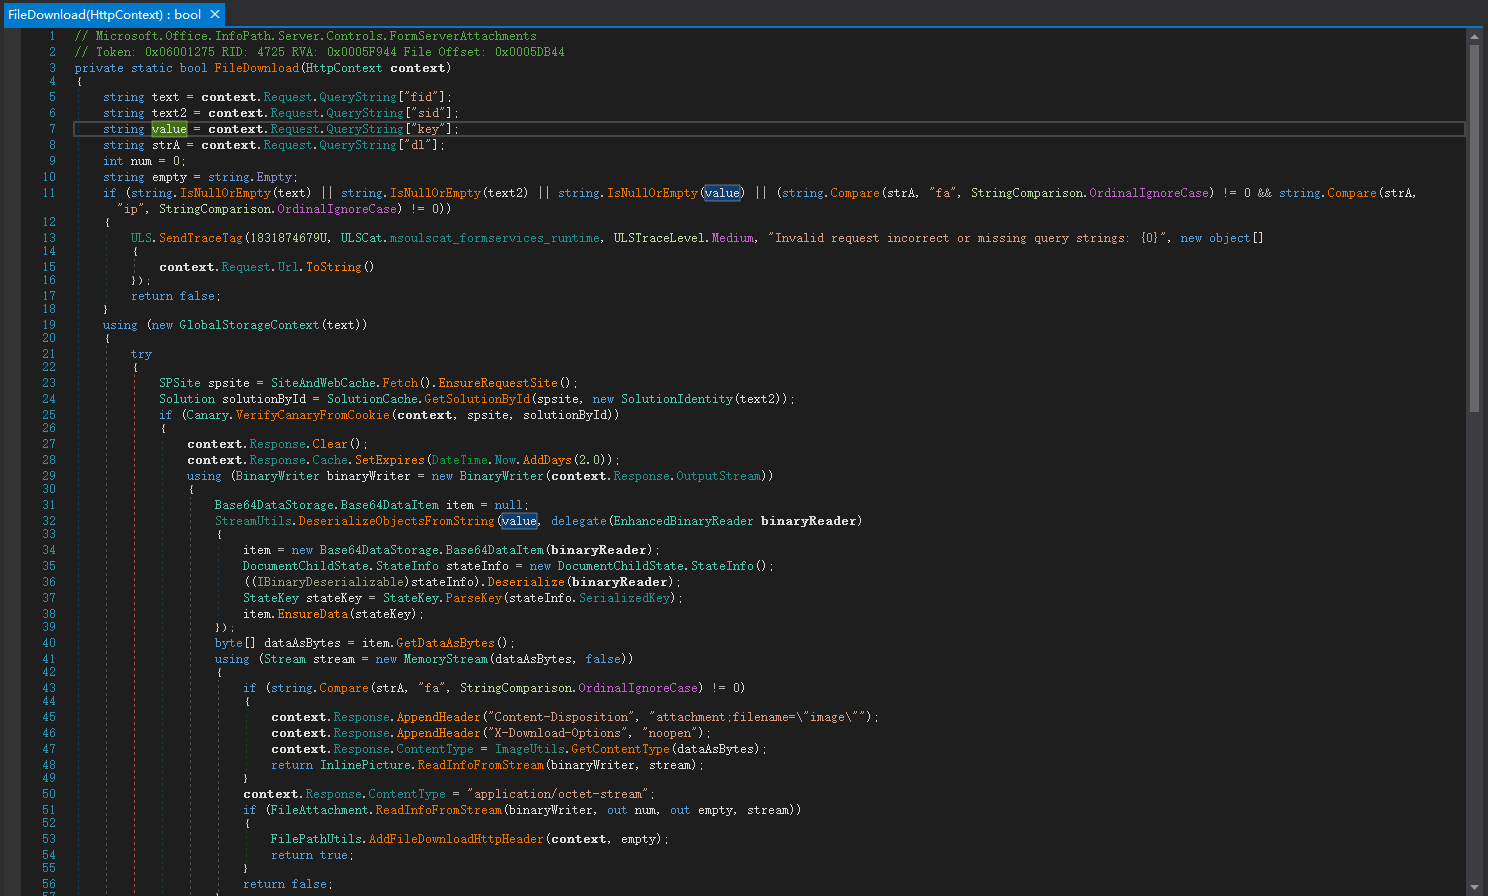 FileDownload(HttpContext) : bool ✕
1 // Microsoft.Office.InfoPath.Server.Controls.FormServerAttachments
2 // Token: 0x06001275 RID: 4725 RVA: 0x0005F944 File Offset: 0x0005DB44
3 private static bool FileDownload(HttpContext context)
4 {
5 string text = context.Request.QueryString["fid"];
6 string text2 = context.Request.QueryString["sid"];
7 string value = context.Request.QueryString["key"];
8 string strA = context.Request.QueryString["dl"];
9 int num = 0;
10 string empty = string.Empty;
11 if (string.IsNullOrEmpty(text) || string.IsNullOrEmpty(text2) || string.IsNullOrEmpty(value) || (string.Compare(strA, "fa", StringComparison.OrdinalIgnoreCase) != 0 && string.Compare(strA,
"ip", StringComparison.OrdinalIgnoreCase) != 0))
12 {
13 ULS.SendTraceTag(1831874679U, ULSCat.msoulscat_formservices_runtime, ULSTraceLevel.Medium, "Invalid request incorrect or missing query strings: {0}", new object[]
14 {
15 context.Request.Url.ToString()
16 });
17 return false;
18 }
19 using (new GlobalStorageContext(text))
20 {
21 try
22 {
23 SPSite spsite = SiteAndWebCache.Fetch().EnsureRequestSite();
24 Solution solutionById = SolutionCache.GetSolutionById(spsite, new SolutionIdentity(text2));
25 if (Canary.VerifyCanaryFromCookie(context, spsite, solutionById))
26 {
27 context.Response.Clear();
28 context.Response.Cache.SetExpires(DateTime.Now.AddDays(2.0));
29 using (BinaryWriter binaryWriter = new BinaryWriter(context.Response.OutputStream))
30 {
31 Base64DataStorage.Base64DataItem item = null;
32 StreamUtils.DeserializeObjectsFromString(value, delegate(EnhancedBinaryReader binaryReader)
33 {
34 item = new Base64DataStorage.Base64DataItem(binaryReader);
35 DocumentChildState.StateInfo stateInfo = new DocumentChildState.StateInfo();
36 ((IBinaryDeserializable)stateInfo).Deserialize(binaryReader);
37 StateKey stateKey = StateKey.ParseKey(stateInfo.SerializedKey);
38 item.EnsureData(stateKey);
39 });
40 byte[] dataAsBytes = item.GetDataAsBytes();
41 using (Stream stream = new MemoryStream(dataAsBytes, false))
42 {
43 if (string.Compare(strA, "fa", StringComparison.OrdinalIgnoreCase) != 0)
44 {
45 context.Response.AppendHeader("Content-Disposition", "attachment;filename=\"image\"");
46 context.Response.AppendHeader("X-Download-Options", "noopen");
47 context.Response.ContentType = ImageUtils.GetContentType(dataAsBytes);
48 return InlinePicture.ReadInfoFromStream(binaryWriter, stream);
49 }
50 context.Response.ContentType = "application/octet-stream";
51 if (FileAttachment.ReadInfoFromStream(binaryWriter, out num, out empty, stream))
52 {
53 FilePathUtils.AddFileDownloadHttpHeader(context, empty);
54 return true;
55 }
56 return false;